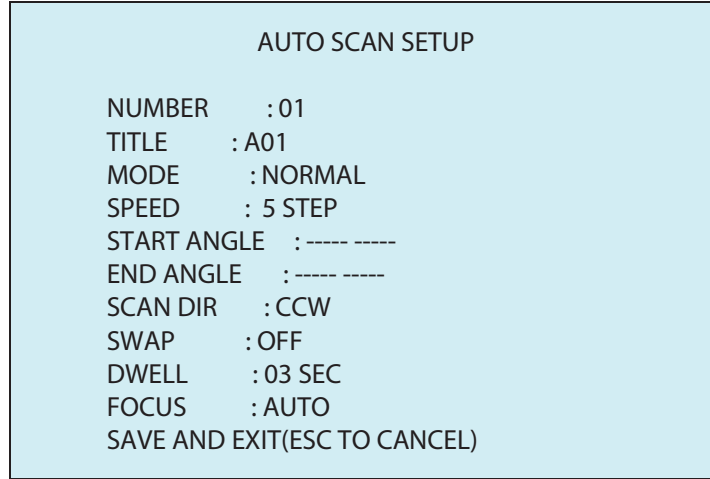 AUTO SCAN SETUP
NUMBER : 01
TITLE : A01
MODE : NORMAL
SPEED : 5 STEP
START ANGLE : ----- -----
END ANGLE : ----- -----
SCAN DIR : CCW
SWAP : OFF
DWELL : 03 SEC
FOCUS : AUTO
SAVE AND EXIT(ESC TO CANCEL)